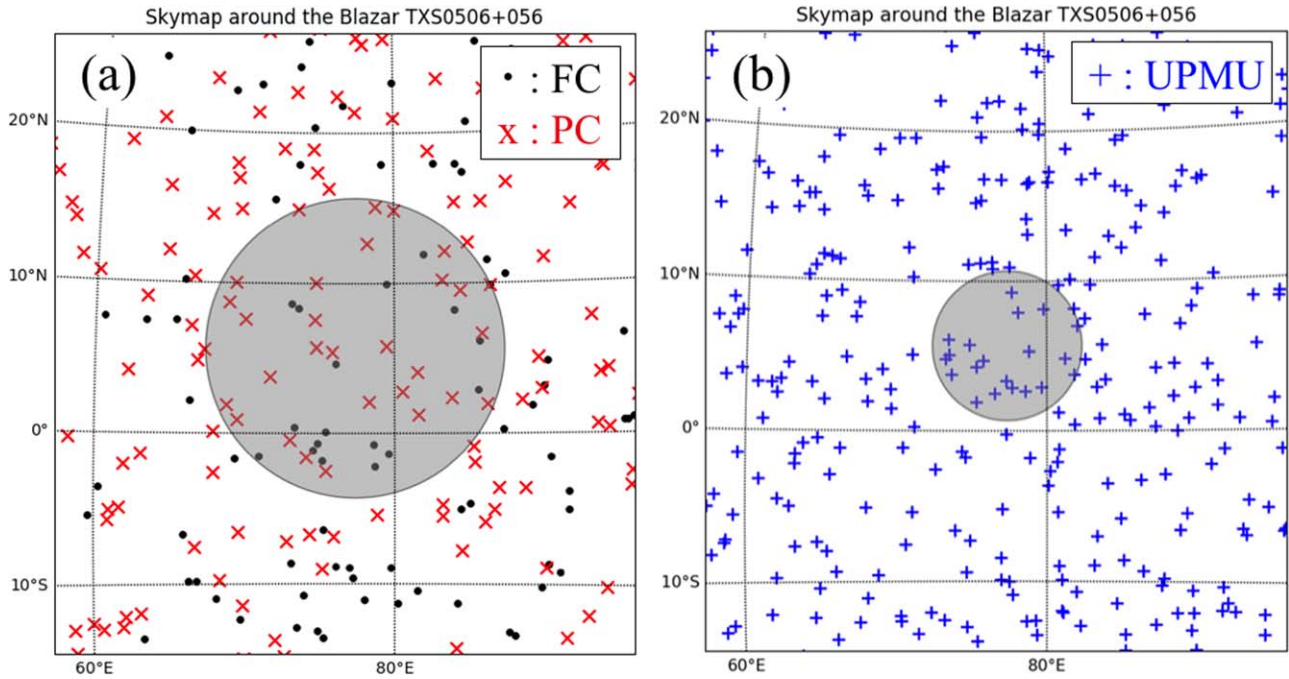 Skymap around the Blazar TXS0506+056
(a)
• : FC
x : PC
20°N
10°N
0°
10°S
60°E
80°E
Skymap around the Blazar TXS0506+056
(b)
+ : UPMU
20°N
10°N
0°
10°S
60°E
80°E